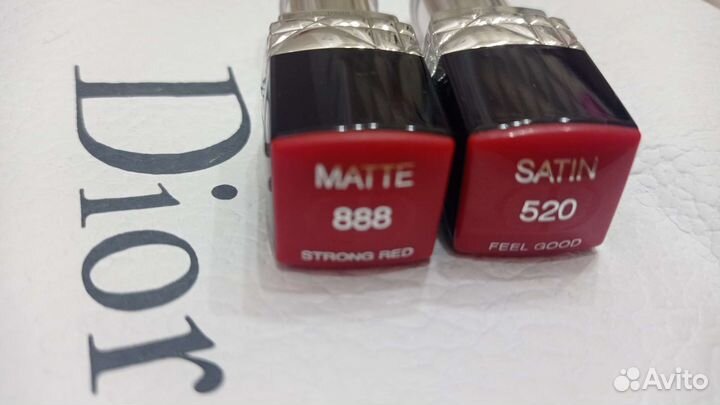 Dior
MATTE
888
STRONG RED
SATIN
520
FEEL GOOD
Avito